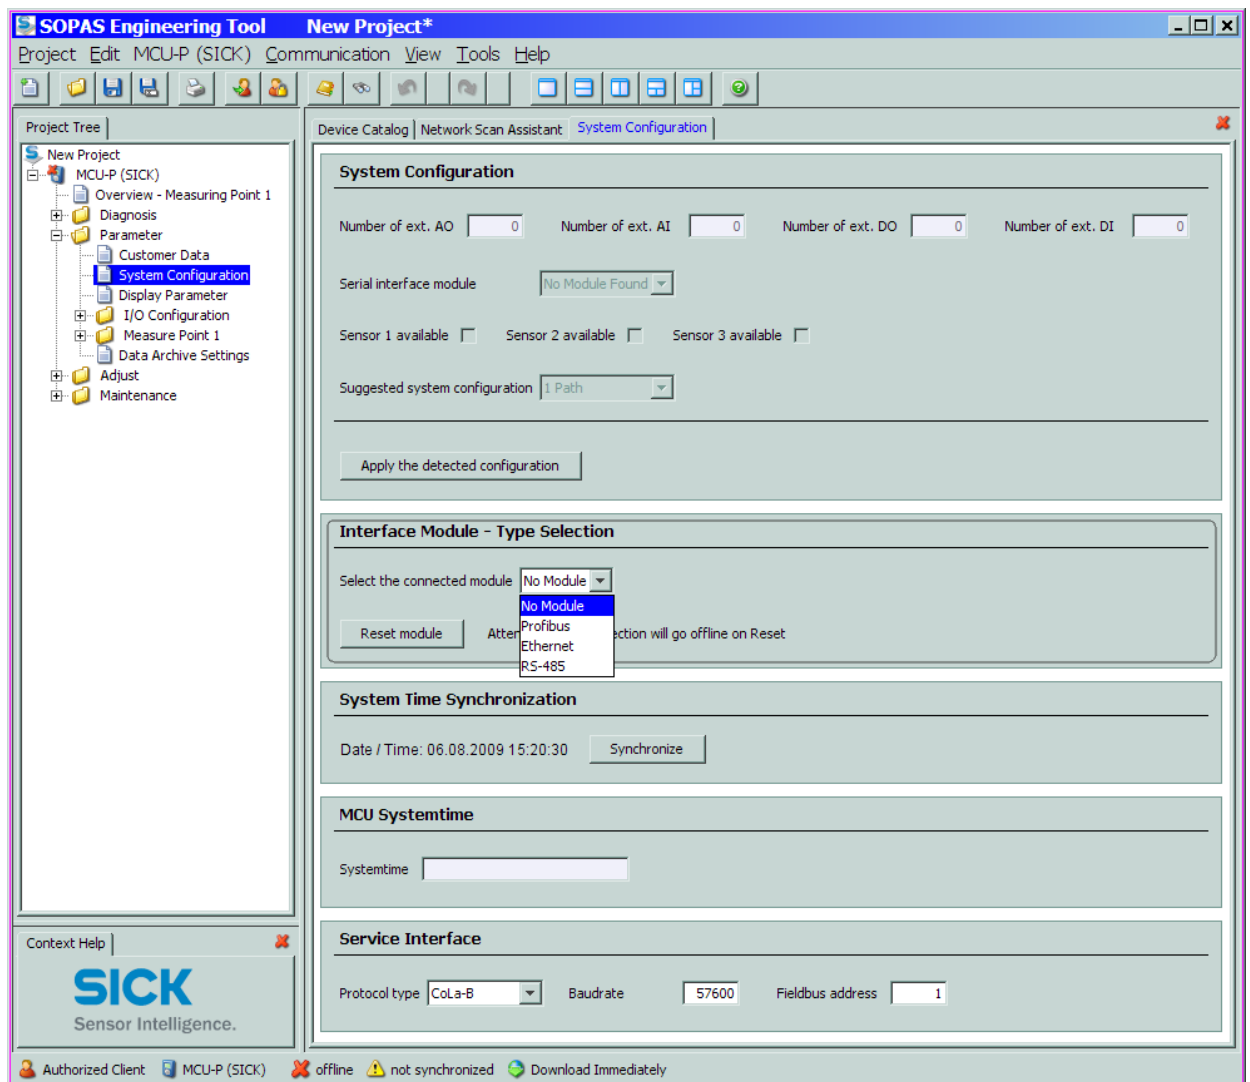 SOPAS Engineering Tool New Project*
Project Edit MCU-P (SICK) Communication View Tools Help
Project Tree
New Project
MCU-P (SICK)
Overview - Measuring Point 1
Diagnosis
Parameter
Customer Data
System Configuration
Display Parameter
I/O Configuration
Measure Point 1
Data Archive Settings
Adjust
Maintenance
Context Help
SICK
Sensor Intelligence.
Device Catalog Network Scan Assistant System Configuration
System Configuration
Number of ext. AO 0 Number of ext. AI 0 Number of ext. DO 0 Number of ext. DI 0
Serial interface module No Module Found
Sensor 1 available Sensor 2 available Sensor 3 available
Suggested system configuration 1 Path
Apply the detected configuration
Interface Module - Type Selection
Select the connected module No Module
No Module
Profibus
Ethernet
RS-485
Reset module Atten ction will go offline on Reset
System Time Synchronization
Date / Time: 06.08.2009 15:20:30 Synchronize
MCU Systemtime
Systemtime
Service Interface
Protocol type CoLa-B Baudrate 57600 Fieldbus address 1
Authorized Client MCU-P (SICK) offline not synchronized Download Immediately